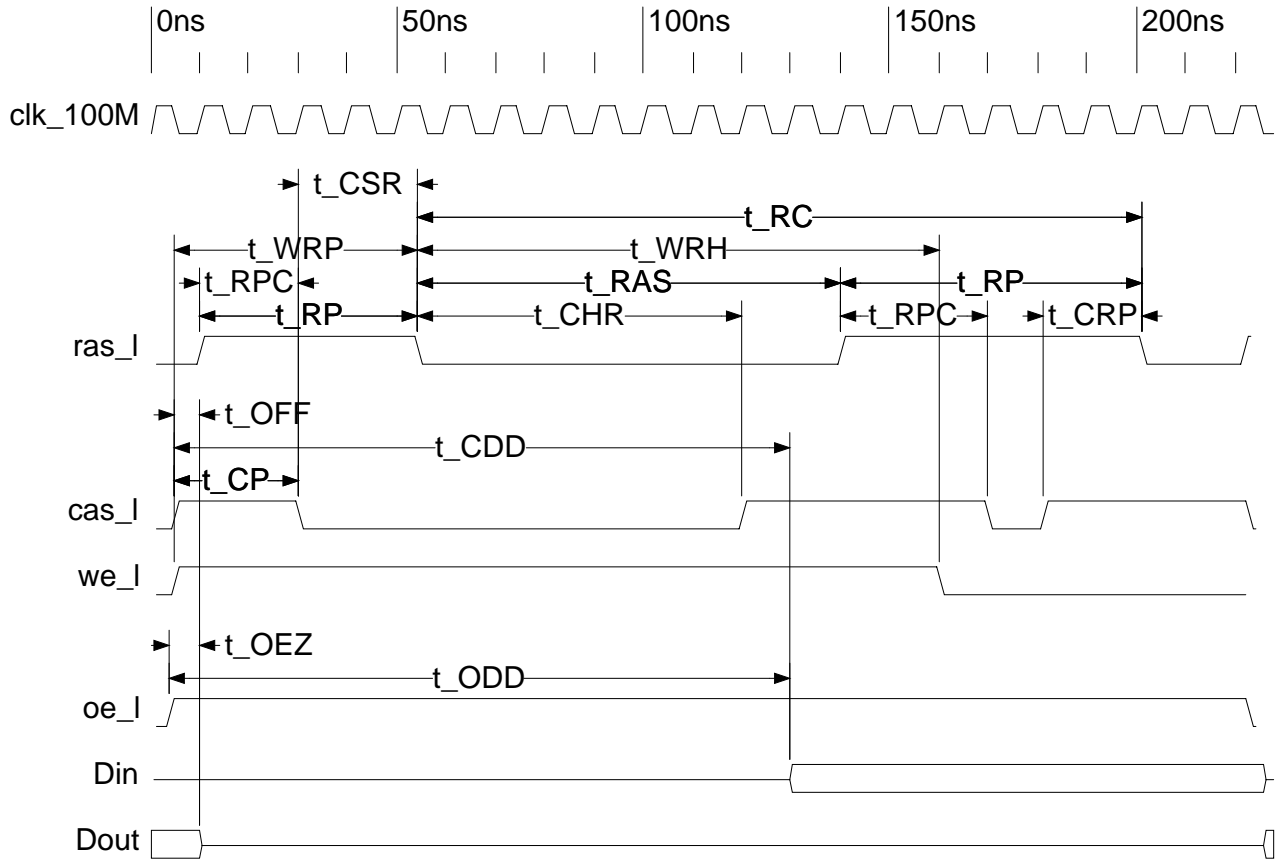 0ns 50ns 100ns 150ns 200ns
clk_100M
t_CSR
t_RC
t_WRP t_WRH
t_RPC t_RAS t_RP
t_RP t_CHR t_RPC t_CRP
ras_l
t_OFF
t_CDD
t_CP
cas_l
we_l
t_OEZ
t_ODD
oe_l
Din
Dout